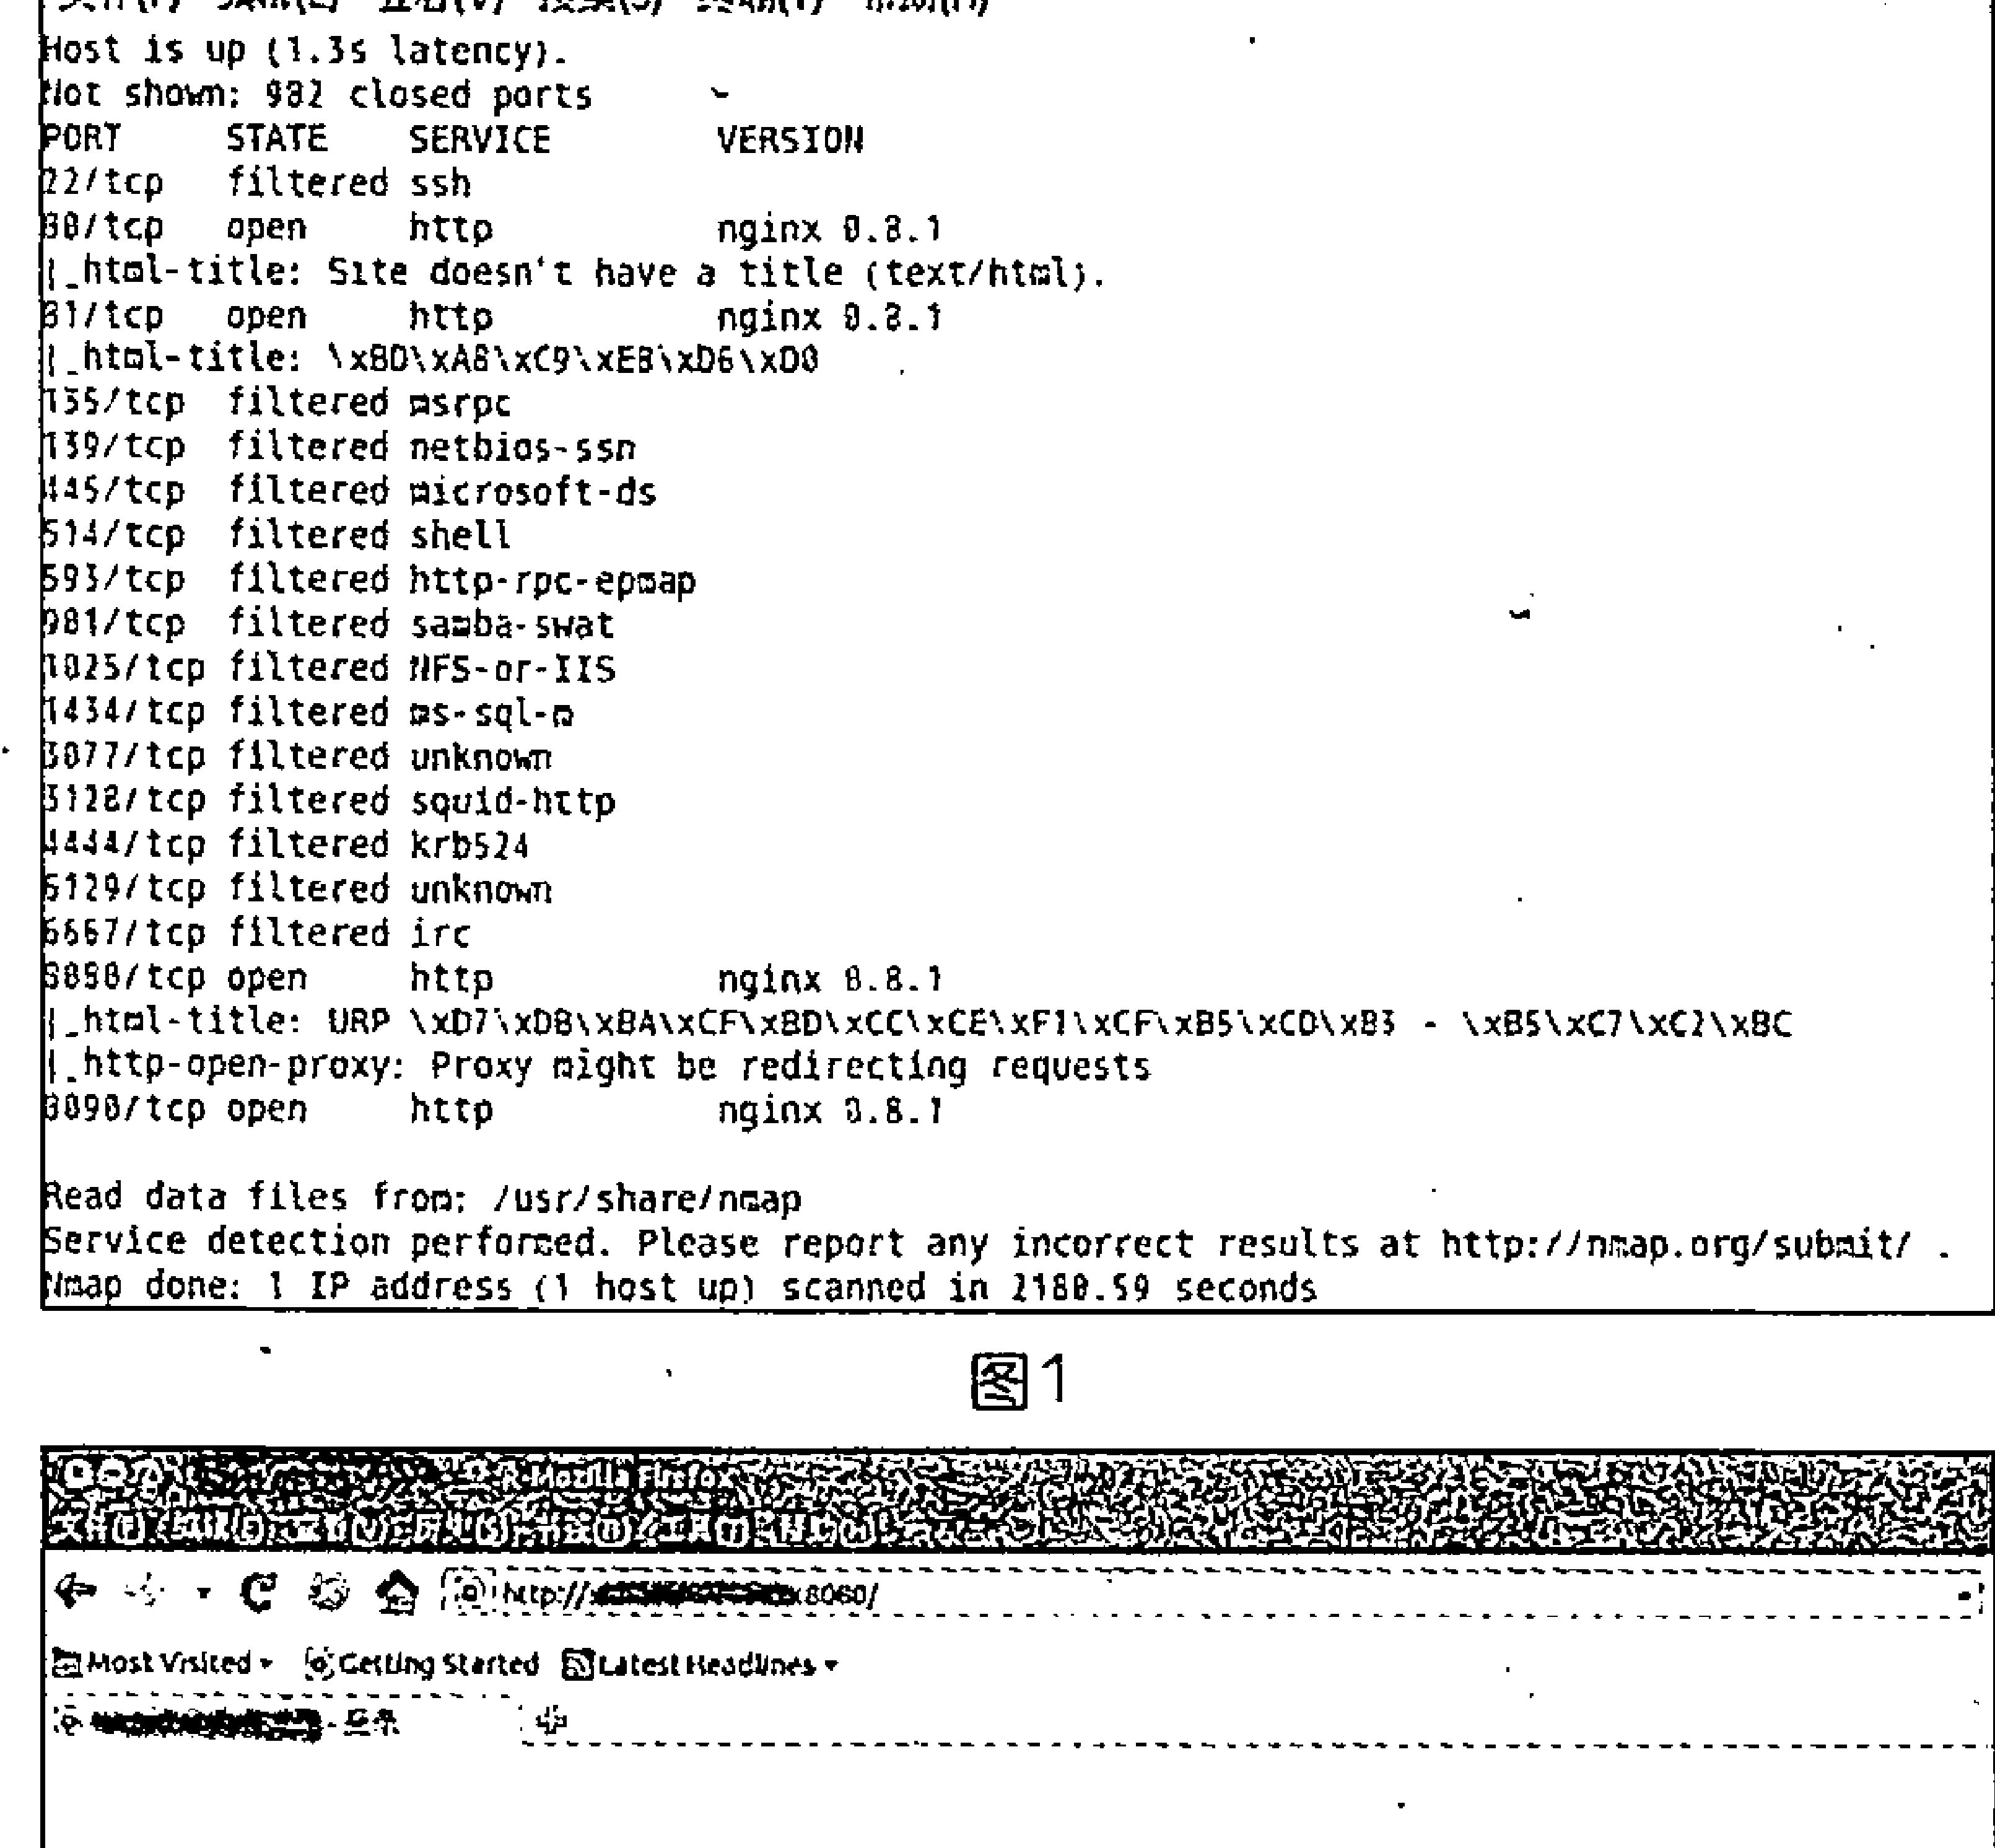 Host is up (1.3s latency).
Not shown: 982 closed ports
PORT STATE SERVICE VERSION
22/tcp filtered ssh
80/tcp open http nginx 0.8.1
|_html-title: Site doesn't have a title (text/html).
81/tcp open http nginx 0.8.1
|_html-title: \xBD\xA8\xC9\xE8\xD6\xD0
135/tcp filtered msrpc
139/tcp filtered netbios-ssn
445/tcp filtered microsoft-ds
514/tcp filtered shell
593/tcp filtered http-rpc-epmap
901/tcp filtered samba-swat
1025/tcp filtered NFS-or-IIS
1434/tcp filtered ms-sql-m
3077/tcp filtered unknown
3128/tcp filtered squid-http
4444/tcp filtered krb524
6129/tcp filtered unknown
6667/tcp filtered irc
open http nginx 0.8.1
|_html-title: URP \xD7\xDB\xBA\xCF\xBD\xCC\xCE\xF1\xCF\xB5\xCD\xB3 - \xB5\xC7\xC2\xBC
|_http-open-proxy: Proxy might be redirecting requests
8090/tcp open http nginx 0.8.1
Read data files from: /usr/share/nmap
Service detection performed. Please report any incorrect results at http://nmap.org/submit/ .
Nmap done: 1 IP address (1 host up) scanned in 2180.59 seconds
图1
Mozilla Firefox
http:// 8080/
Most Visited Getting Started Latest Headlines